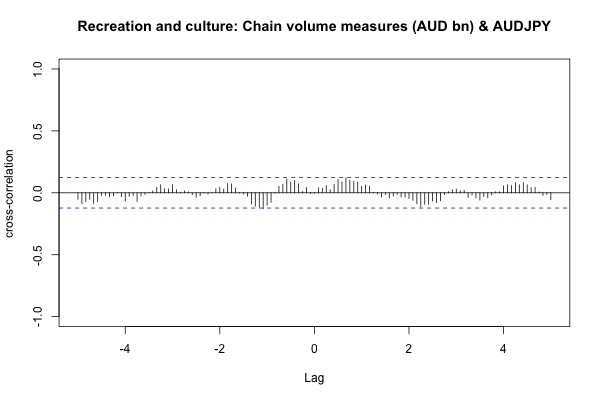 Recreation and culture: Chain volume measures (AUD bn) & AUDJPY
1.0
0.5
0.0
-0.5
-1.0
cross-correlation
-4 -2 0 2 4
Lag